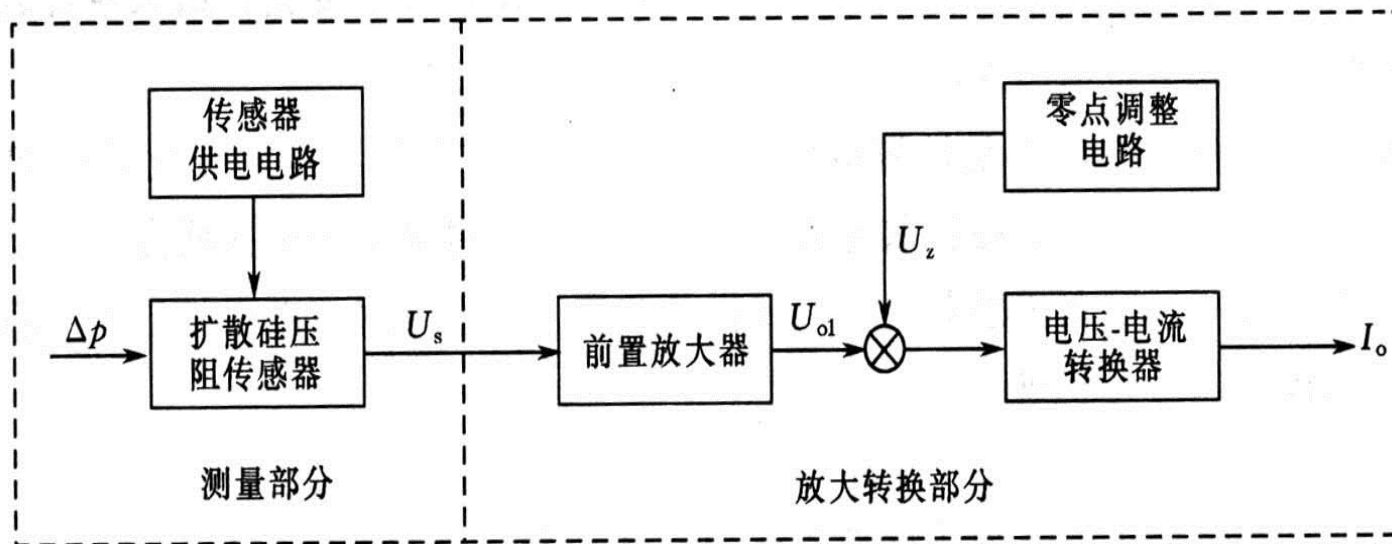 传感器
供电电路
零点调整
电路
U_z
Δp
扩散硅压
阻传感器
U_s
前置放大器
U_o1
电压-电流
转换器
I_o
测量部分
放大转换部分